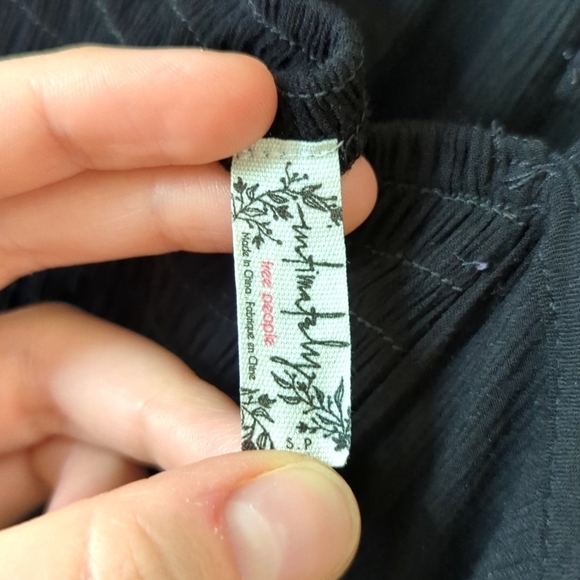 intimately
free people
Made in China . Fabriqué en Chine
S.P